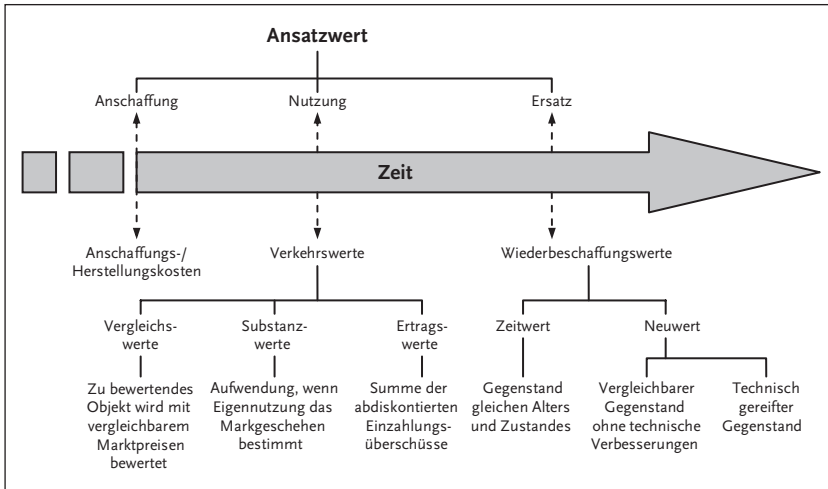 Ansatzwert
Anschaffung
Nutzung
Ersatz
Zeit
Anschaffungs-/
Herstellungskosten
Verkehrswerte
Wiederbeschaffungswerte
Vergleichs-
werte
Substanz-
werte
Ertrags-
werte
Zeitwert
Neuwert
Zu bewertendes
Objekt wird mit
vergleichbarem
Marktpreisen
bewertet
Aufwendung, wenn
Eigennutzung das
Markgeschehen
bestimmt
Summe der
abdiskontierten
Einzahlungs-
überschüsse
Gegenstand
gleichen Alters
und Zustandes
Vergleichbarer
Gegenstand
ohne technische
Verbesserungen
Technisch
gereifter
Gegenstand